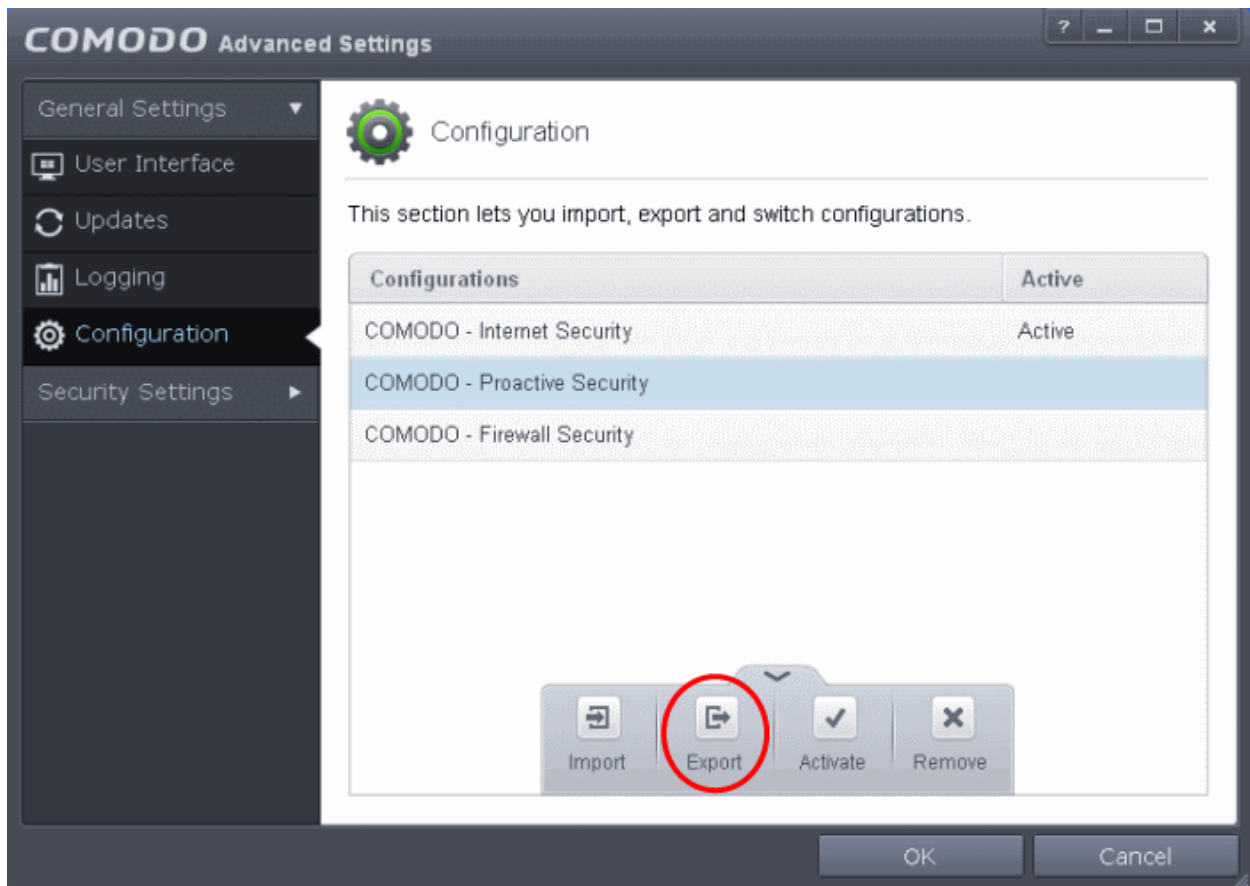 COMODO Advanced Settings
?
General Settings
User Interface
Updates
Logging
Configuration
Security Settings
Configuration
This section lets you import, export and switch configurations.
Configurations Active
COMODO - Internet Security Active
COMODO - Proactive Security
COMODO - Firewall Security
Import Export Activate Remove
OK Cancel